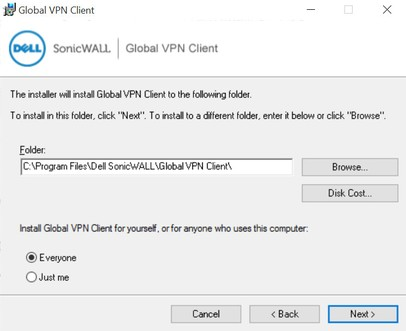 Global VPN Client
DELL SonicWALL | Global VPN Client
The installer will install Global VPN Client to the following folder.
To install in this folder, click "Next". To install to a different folder, enter it below or click "Browse".
Folder:
C:\Program Files\Dell SonicWALL\Global VPN Client\
Browse...
Disk Cost...
Install Global VPN Client for yourself, or for anyone who uses this computer:
Everyone
Just me
Cancel < Back Next >